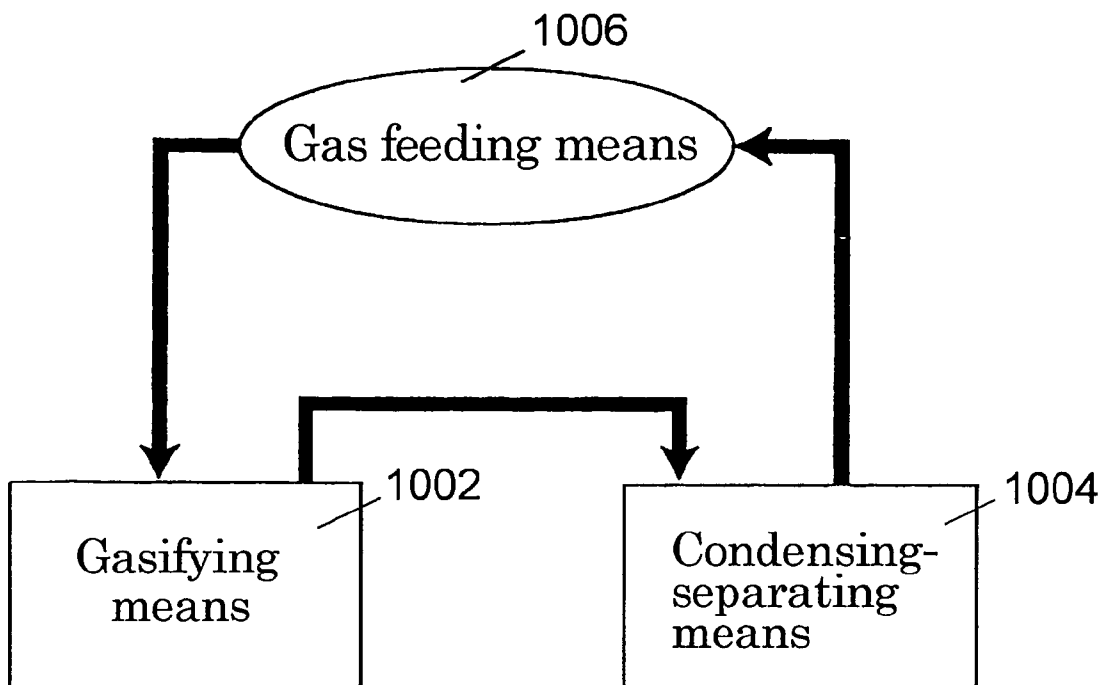 1006
Gas feeding means
1002
Gasifying
means
1004
Condensing-
separating
means